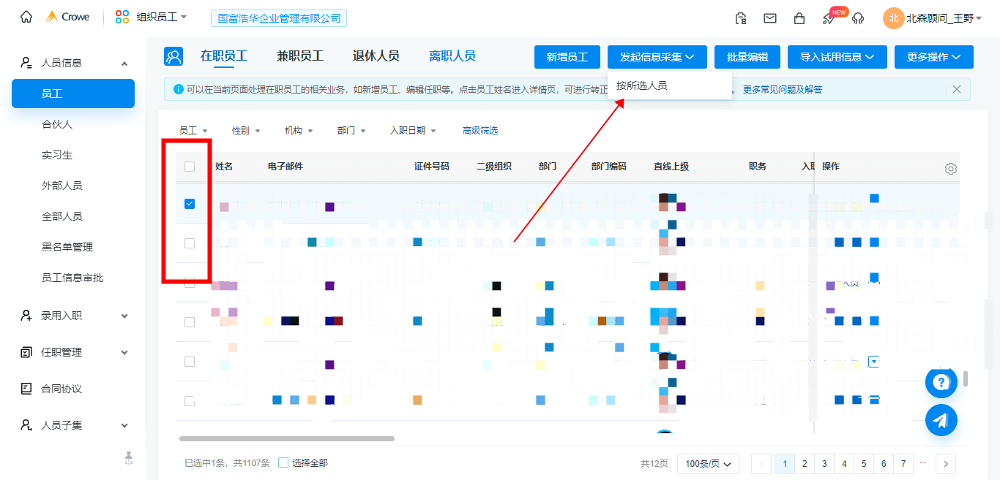 Crowe
组织员工
国富浩华企业管理有限公司
NEW
北
北森顾问_王野
人员信息
员工
合伙人
实习生
外部人员
全部人员
黑名单管理
员工信息审批
录用入职
任职管理
合同协议
人员子集
在职员工 兼职员工 退休人员 离职人员
新增员工 发起信息采集 批量编辑 导入试用信息 更多操作
按所选人员
可以在当前页面处理在职员工的相关业务，如新增员工、编辑任职等。点击员工姓名进入详情页，可进行转正 。 更多常见问题及解答
员工 性别 机构 部门 入职日期 高级筛选
姓名 电子邮件 证件号码 二级组织 部门 部门编码 直线上级 职务 入职 操作
已选中1条，共1107条 选择全部
共12页 100条/页 < 1 2 3 4 5 6 7 ··· >